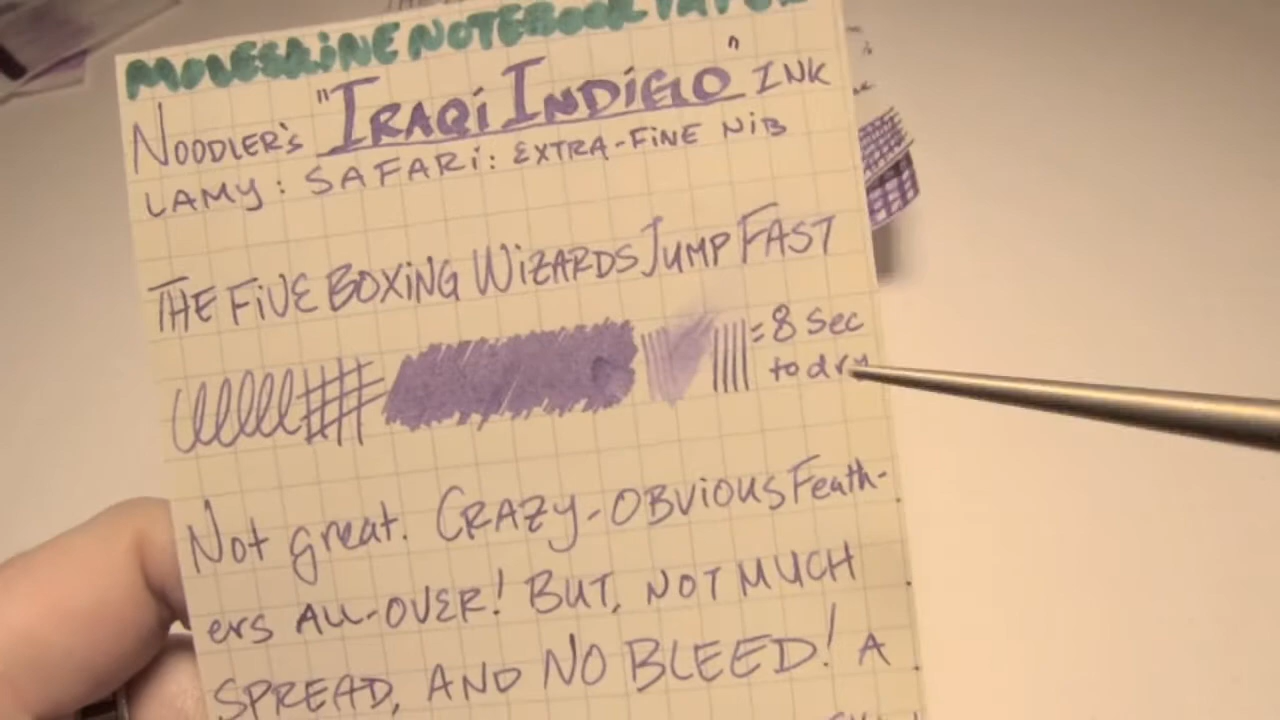 MOLESKINE NOTEBOOK PAPER
NOODLER'S "IRAQI INDIGO" INK
LAMY: SAFARI: EXTRA-FINE NIB
THE FIVE BOXING WIZARDS JUMP FAST
= 8 Sec
to dry
Not great. CRAZY-OBVIOUS Feath-
ers ALL-OVER! BUT, NOT MUCH
SPREAD, AND NO BLEED! A